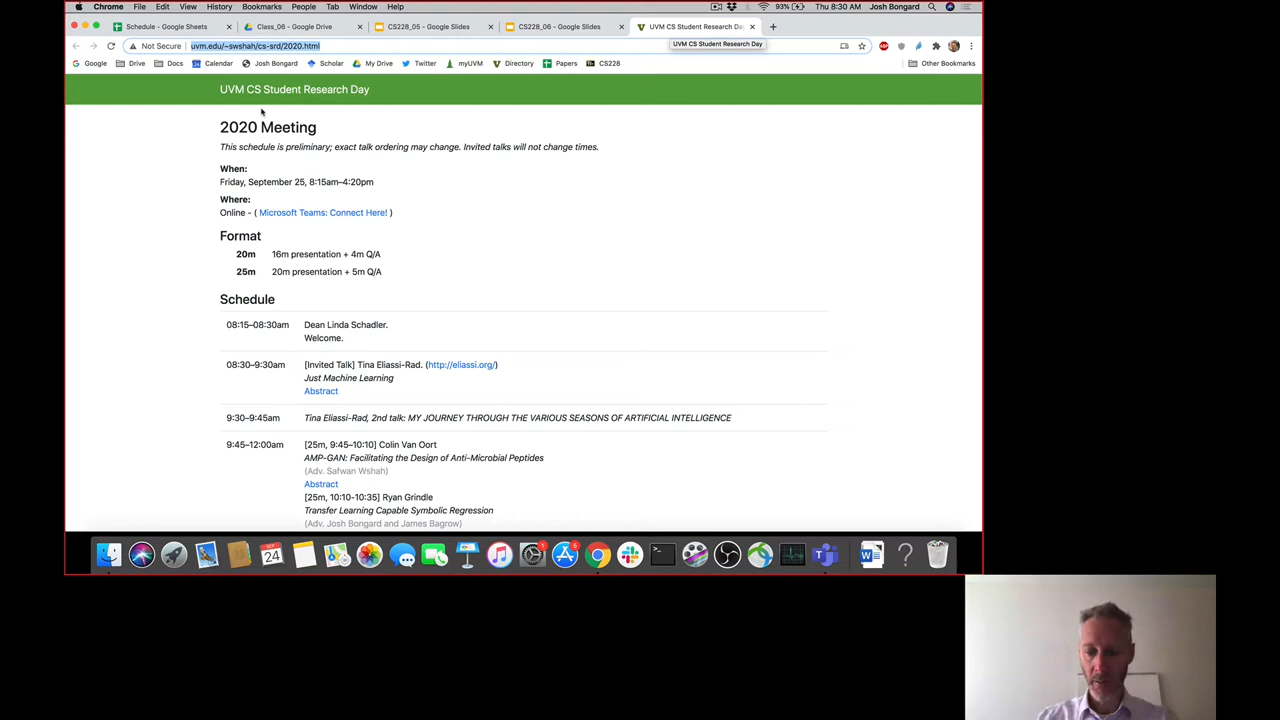 Chrome File Edit View History Bookmarks People Tab Window Help 93% Thu 8:30 AM Josh Bongard
Schedule - Google Sheets Class_06 - Google Drive CS228_05 - Google Slides CS228_06 - Google Slides UVM CS Student Research Da
Not Secure uvm.edu/~swshah/cs-srd/2020.html UVM CS Student Research Day
Google Drive Docs Calendar Josh Bongard Scholar My Drive Twitter myUVM Directory Papers CS228 Other Bookmarks
UVM CS Student Research Day
2020 Meeting
This schedule is preliminary; exact talk ordering may change. Invited talks will not change times.
When:
Friday, September 25, 8:15am–4:20pm
Where:
Online - ( Microsoft Teams: Connect Here! )
Format
20m 16m presentation + 4m Q/A
25m 20m presentation + 5m Q/A
Schedule
08:15–08:30am Dean Linda Schadler.
Welcome.
08:30–9:30am [Invited Talk] Tina Eliassi-Rad. (http://eliassi.org/)
Just Machine Learning
Abstract
9:30–9:45am Tina Eliassi-Rad, 2nd talk: MY JOURNEY THROUGH THE VARIOUS SEASONS OF ARTIFICIAL INTELLIGENCE
9:45–12:00am [25m, 9:45–10:10] Colin Van Oort
AMP-GAN: Facilitating the Design of Anti-Microbial Peptides
(Adv. Safwan Wshah)
Abstract
[25m, 10:10-10:35] Ryan Grindle
Transfer Learning Capable Symbolic Regression
(Adv. Josh Bongard and James Bagrow)
SEP
24